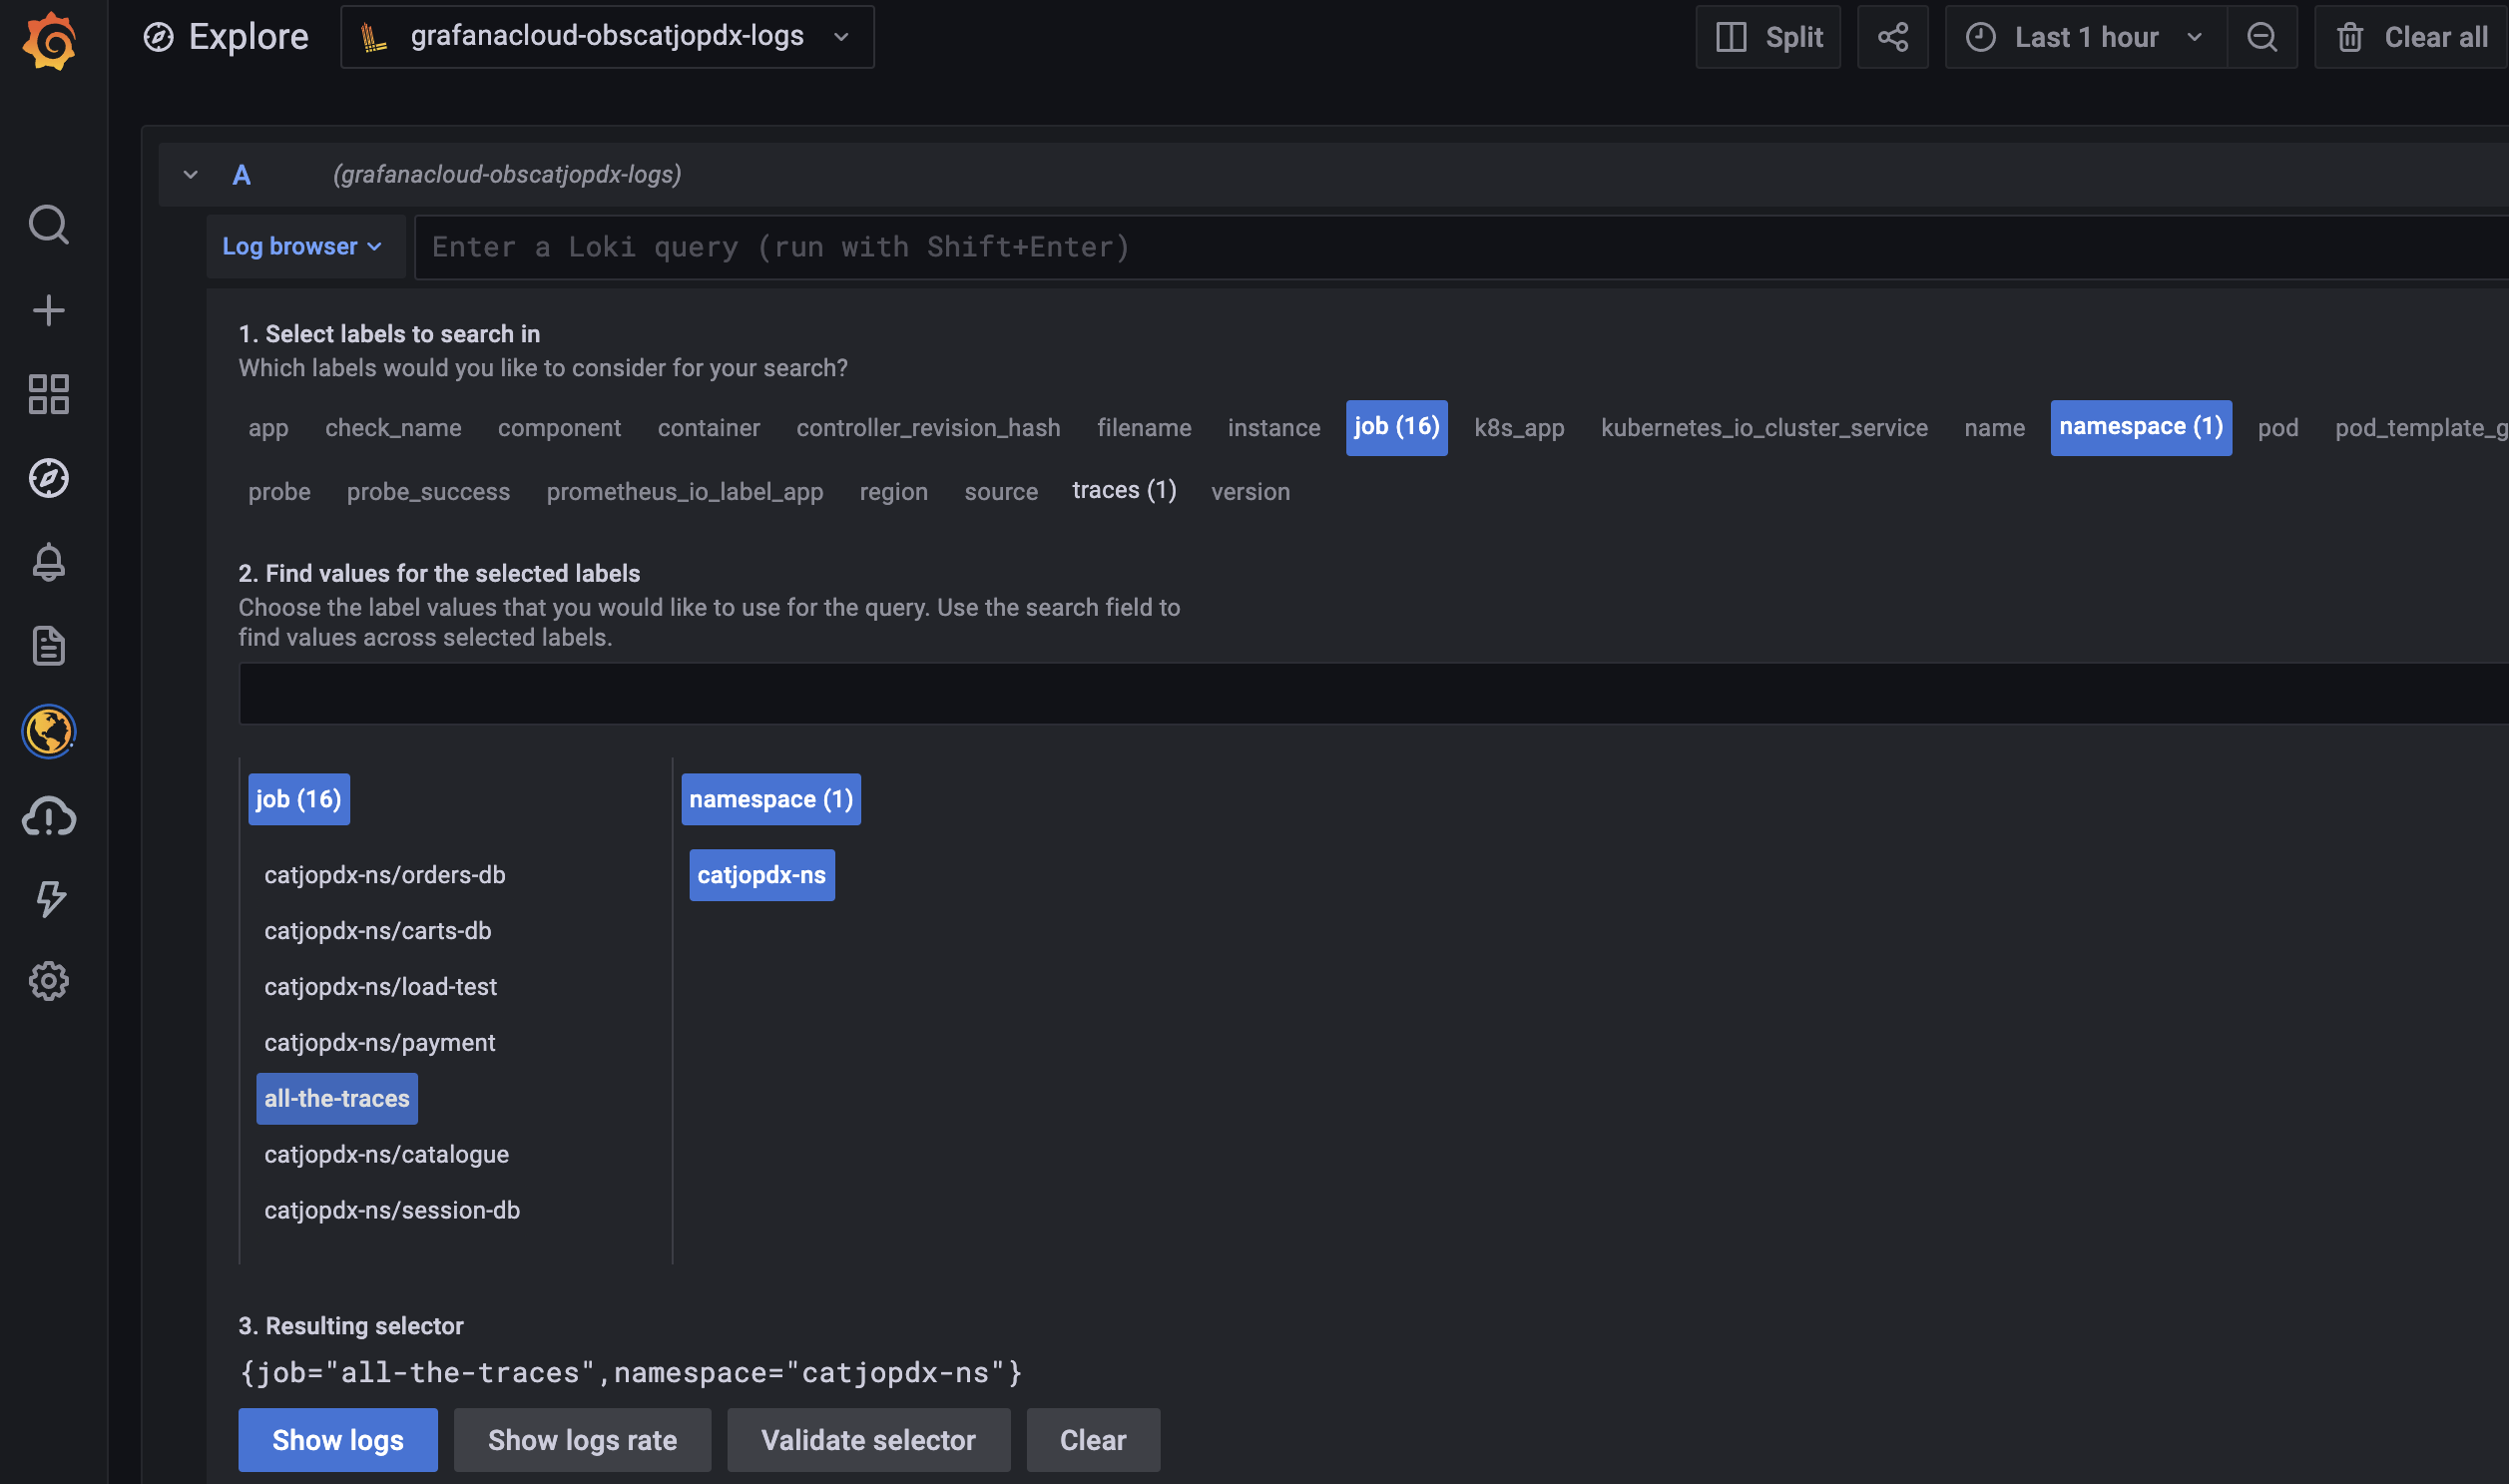 Explore
grafanacloud-obscatjopdx-logs
Split
Last 1 hour
Clear all
A
(grafanacloud-obscatjopdx-logs)
Log browser
Enter a Loki query (run with Shift+Enter)
1. Select labels to search in
Which labels would you like to consider for your search?
app check_name component container controller_revision_hash filename instance job (16) k8s_app kubernetes_io_cluster_service name namespace (1) pod pod_template_g
probe probe_success prometheus_io_label_app region source traces (1) version
2. Find values for the selected labels
Choose the label values that you would like to use for the query. Use the search field to
find values across selected labels.
job (16)
catjopdx-ns/orders-db
catjopdx-ns/carts-db
catjopdx-ns/load-test
catjopdx-ns/payment
all-the-traces
catjopdx-ns/catalogue
catjopdx-ns/session-db
namespace (1)
catjopdx-ns
3. Resulting selector
{job="all-the-traces",namespace="catjopdx-ns"}
Show logs
Show logs rate
Validate selector
Clear